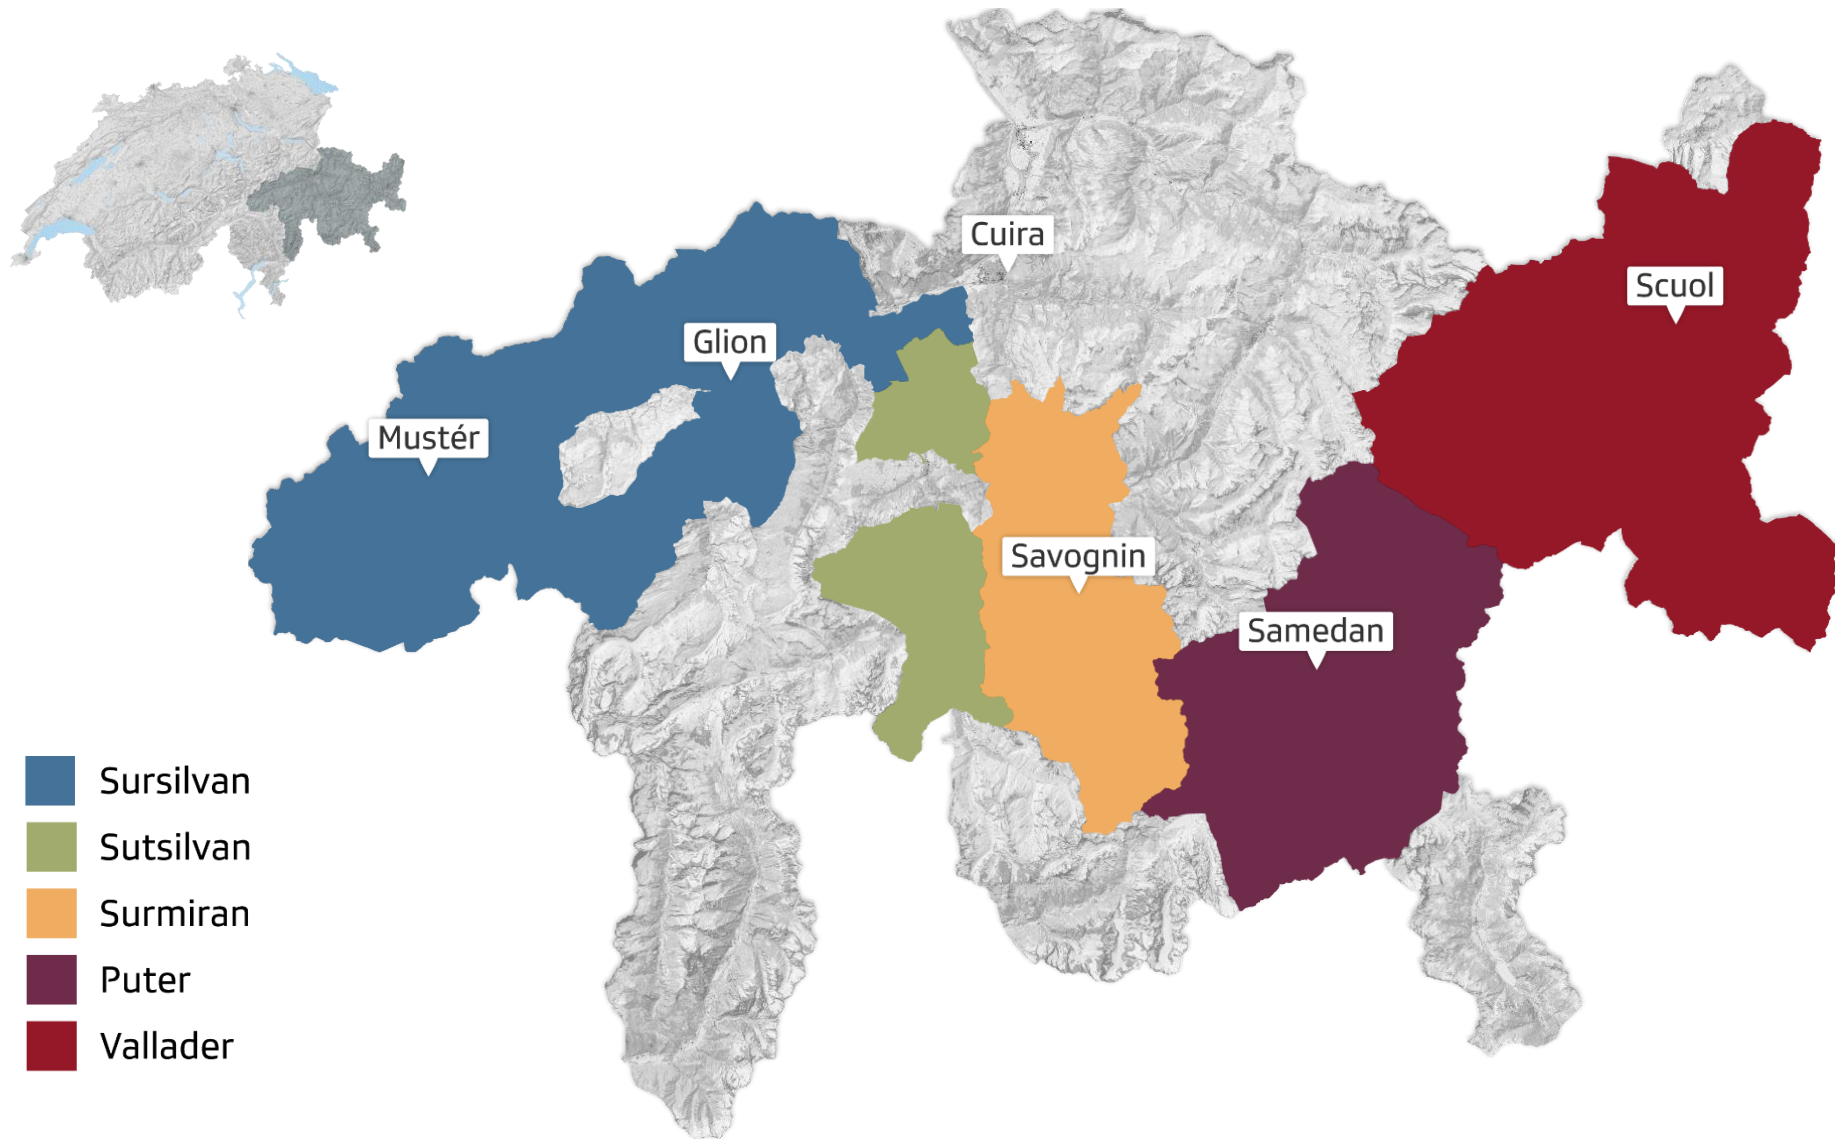 Cuira
Scuol
Glion
Mustér
Savognin
Samedan
Sursilvan
Sutsilvan
Surmiran
Puter
Vallader